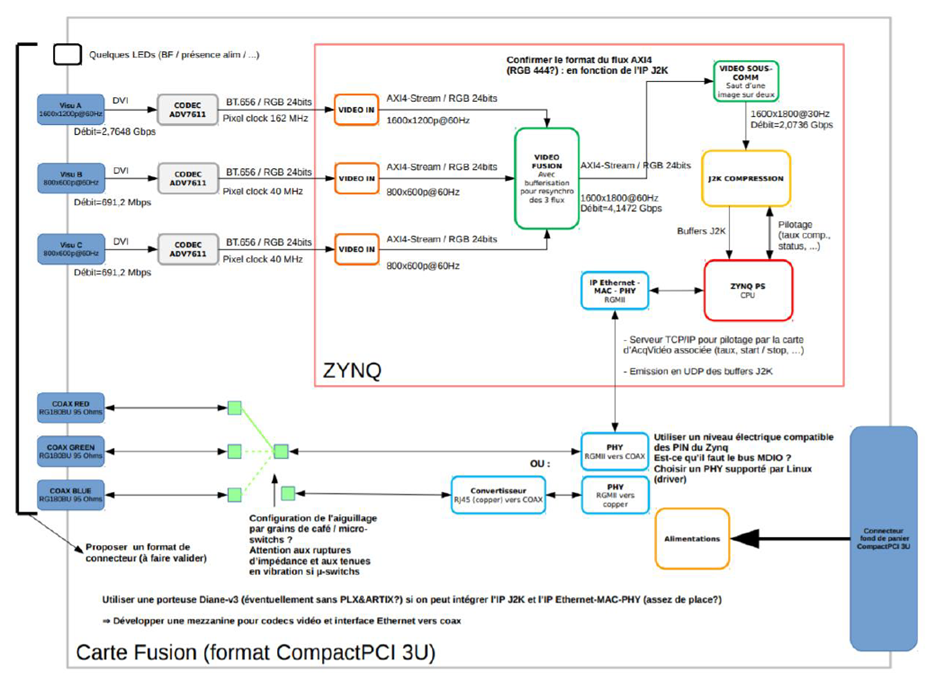 Quelques LEDs (BF / présence alim / ...)
Visu A
1600x1200p@60Hz
Débit=2,7648 Gbps
DVI
CODEC
ADV7611
BT.656 / RGB 24bits
Pixel clock 162 MHz
VIDEO IN
AXI4-Stream / RGB 24bits
1600x1200p@60Hz
Visu B
800x600p@60Hz
Débit=691,2 Mbps
DVI
CODEC
ADV7611
BT.656 / RGB 24bits
Pixel clock 40 MHz
VIDEO IN
AXI4-Stream / RGB 24bits
800x600p@60Hz
Visu C
800x600p@60Hz
Débit=691,2 Mbps
DVI
CODEC
ADV7611
BT.656 / RGB 24bits
Pixel clock 40 MHz
VIDEO IN
AXI4-Stream / RGB 24bits
800x600p@60Hz
Confirmer le format du flux AXI4
(RGB 444?) : en fonction de l'IP J2K
VIDEO
FUSION
Avec
bufferisation
pour resynchro
des 3 flux
AXI4-Stream / RGB 24bits
1600x1800@60Hz
Débit=4,1472 Gbps
VIDEO SOUS-
COMM
Saut d'une
image sur deux
1600x1800@30Hz
Débit=2,0736 Gbps
J2K COMPRESSION
Buffers J2K
Pilotage
(taux comp.,
status, ...)
IP Ethernet -
MAC - PHY
RGMII
ZYNQ PS
CPU
ZYNQ
- Serveur TCP/IP pour pilotage par la carte
d'AcqVidéo associée (taux, start / stop, ...)
- Emission en UDP des buffers J2K
COAX RED
RG180BU 95 Ohms
COAX GREEN
RG180BU 95 Ohms
COAX BLUE
RG180BU 95 Ohms
PHY
RGMII vers COAX
OU :
Convertisseur
RJ45 (copper) vers COAX
PHY
RGMII vers
copper
Utiliser un niveau électrique compatible
des PIN du Zynq
Est-ce qu'il faut le bus MDIO ?
Choisir un PHY supporté par Linux
(driver)
Configuration de l'aiguillage
par grains de café / micro-
switchs ?
Attention aux ruptures
d'impédance et aux tenues
en vibration si µ-switchs
Proposer un format de
connecteur (à faire valider)
Alimentations
Connecteur
fond de panier
CompactPCI 3U
Utiliser une porteuse Diane-v3 (éventuellement sans PLX&ARTIX?) si on peut intégrer l'IP J2K et l'IP Ethernet-MAC-PHY (assez de place?)
⇒ Développer une mezzanine pour codecs vidéo et interface Ethernet vers coax
Carte Fusion (format CompactPCI 3U)